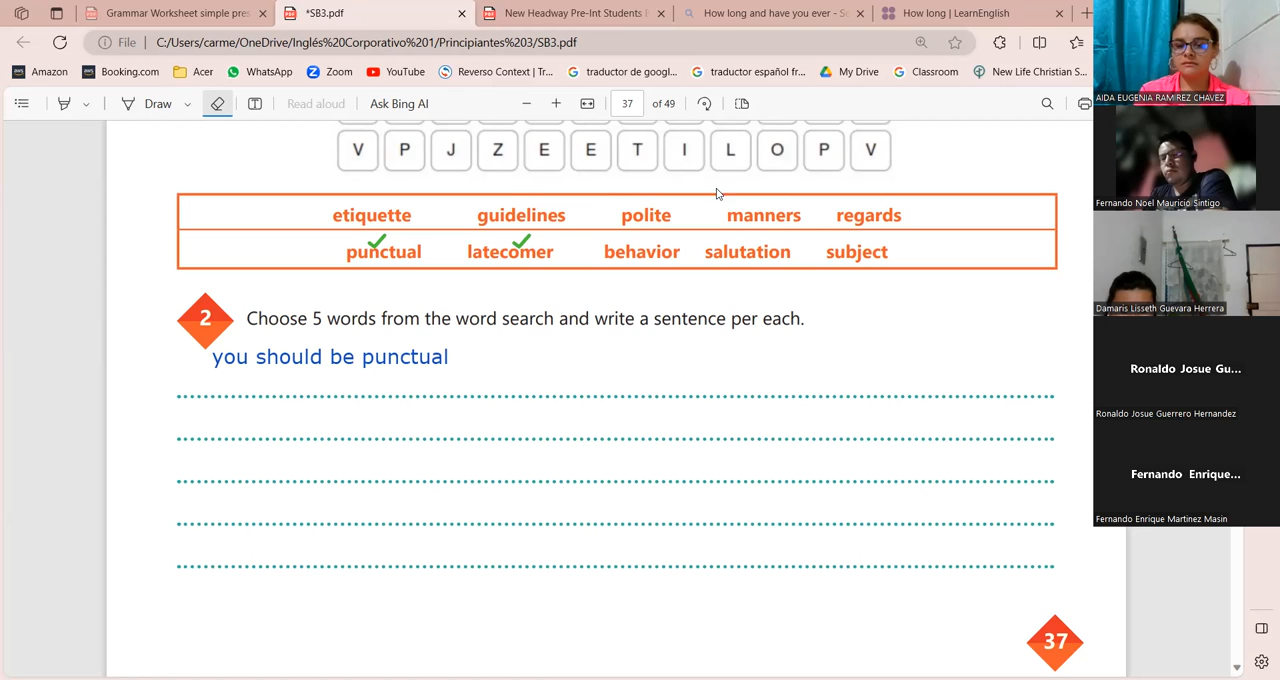 Grammar Worksheet simple pres
*SB3.pdf
New Headway Pre-Int Students B
How long and have you ever - Se
How long | LearnEnglish
File
C:/Users/carme/OneDrive/Inglés%20Corporativo%201/Principiantes%203/SB3.pdf
Amazon
Booking.com
Acer
WhatsApp
Zoom
YouTube
Reverso Context | Tr...
traductor de googl...
traductor español fr...
My Drive
Classroom
New Life Christian S...
Draw
Read aloud
Ask Bing AI
37 of 49
V P J Z E E T I L O P V
etiquette guidelines polite manners regards
punctual latecomer behavior salutation subject
2 Choose 5 words from the word search and write a sentence per each.
you should be punctual
37
AIDA EUGENIA RAMIREZ CHAVEZ
Fernando Noel Mauricio Sintigo
Damaris Lisseth Guevara Herrera
Ronaldo Josue Gu...
Ronaldo Josue Guerrero Hernandez
Fernando Enrique...
Fernando Enrique Martinez Masin